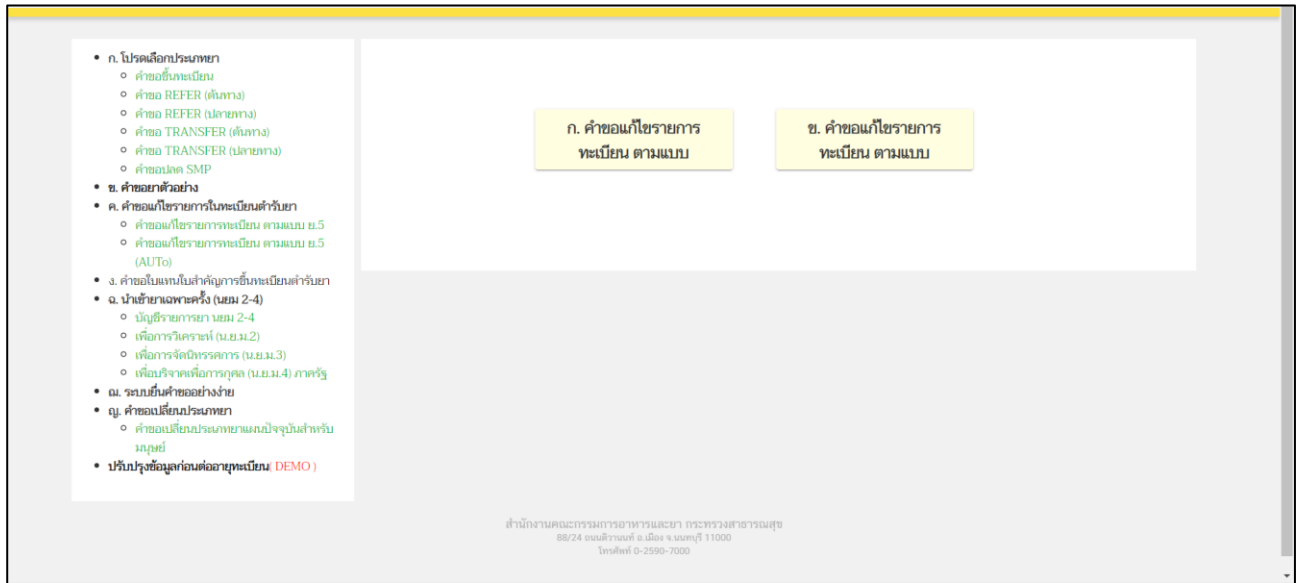 ก. โปรดเลือกประเภทยา
คำขอขึ้นทะเบียน
คำขอ REFER (ต้นทาง)
คำขอ REFER (ปลายทาง)
คำขอ TRANSFER (ต้นทาง)
คำขอ TRANSFER (ปลายทาง)
คำขอปลด SMP
ข. คำขอยาตัวอย่าง
ค. คำขอแก้ไขรายการในทะเบียนตำรับยา
คำขอแก้ไขรายการทะเบียน ตามแบบ ย.5
คำขอแก้ไขรายการทะเบียน ตามแบบ ย.5
(AUTo)
ง. คำขอใบแทนใบสำคัญการขึ้นทะเบียนตำรับยา
ฉ. นำเข้ายาเฉพาะครั้ง (นยม 2-4)
บัญชีรายการยา นยม 2-4
เพื่อการวิเคราะห์ (น.ย.ม.2)
เพื่อการจัดนิทรรศการ (น.ย.ม.3)
เพื่อบริจาคเพื่อการกุศล (น.ย.ม.4) ภาครัฐ
ฌ. ระบบยื่นคำขออย่างง่าย
ญ. คำขอเปลี่ยนประเภทยา
คำขอเปลี่ยนประเภทยาแผนปัจจุบันสำหรับ
มนุษย์
ปรับปรุงข้อมูลก่อนต่ออายุทะเบียน( DEMO )
ก. คำขอแก้ไขรายการ
ทะเบียน ตามแบบ
ข. คำขอแก้ไขรายการ
ทะเบียน ตามแบบ
สำนักงานคณะกรรมการอาหารและยา กระทรวงสาธารณสุข
88/24 ถนนติวานนท์ อ.เมือง จ.นนทบุรี 11000
โทรศัพท์ 0-2590-7000